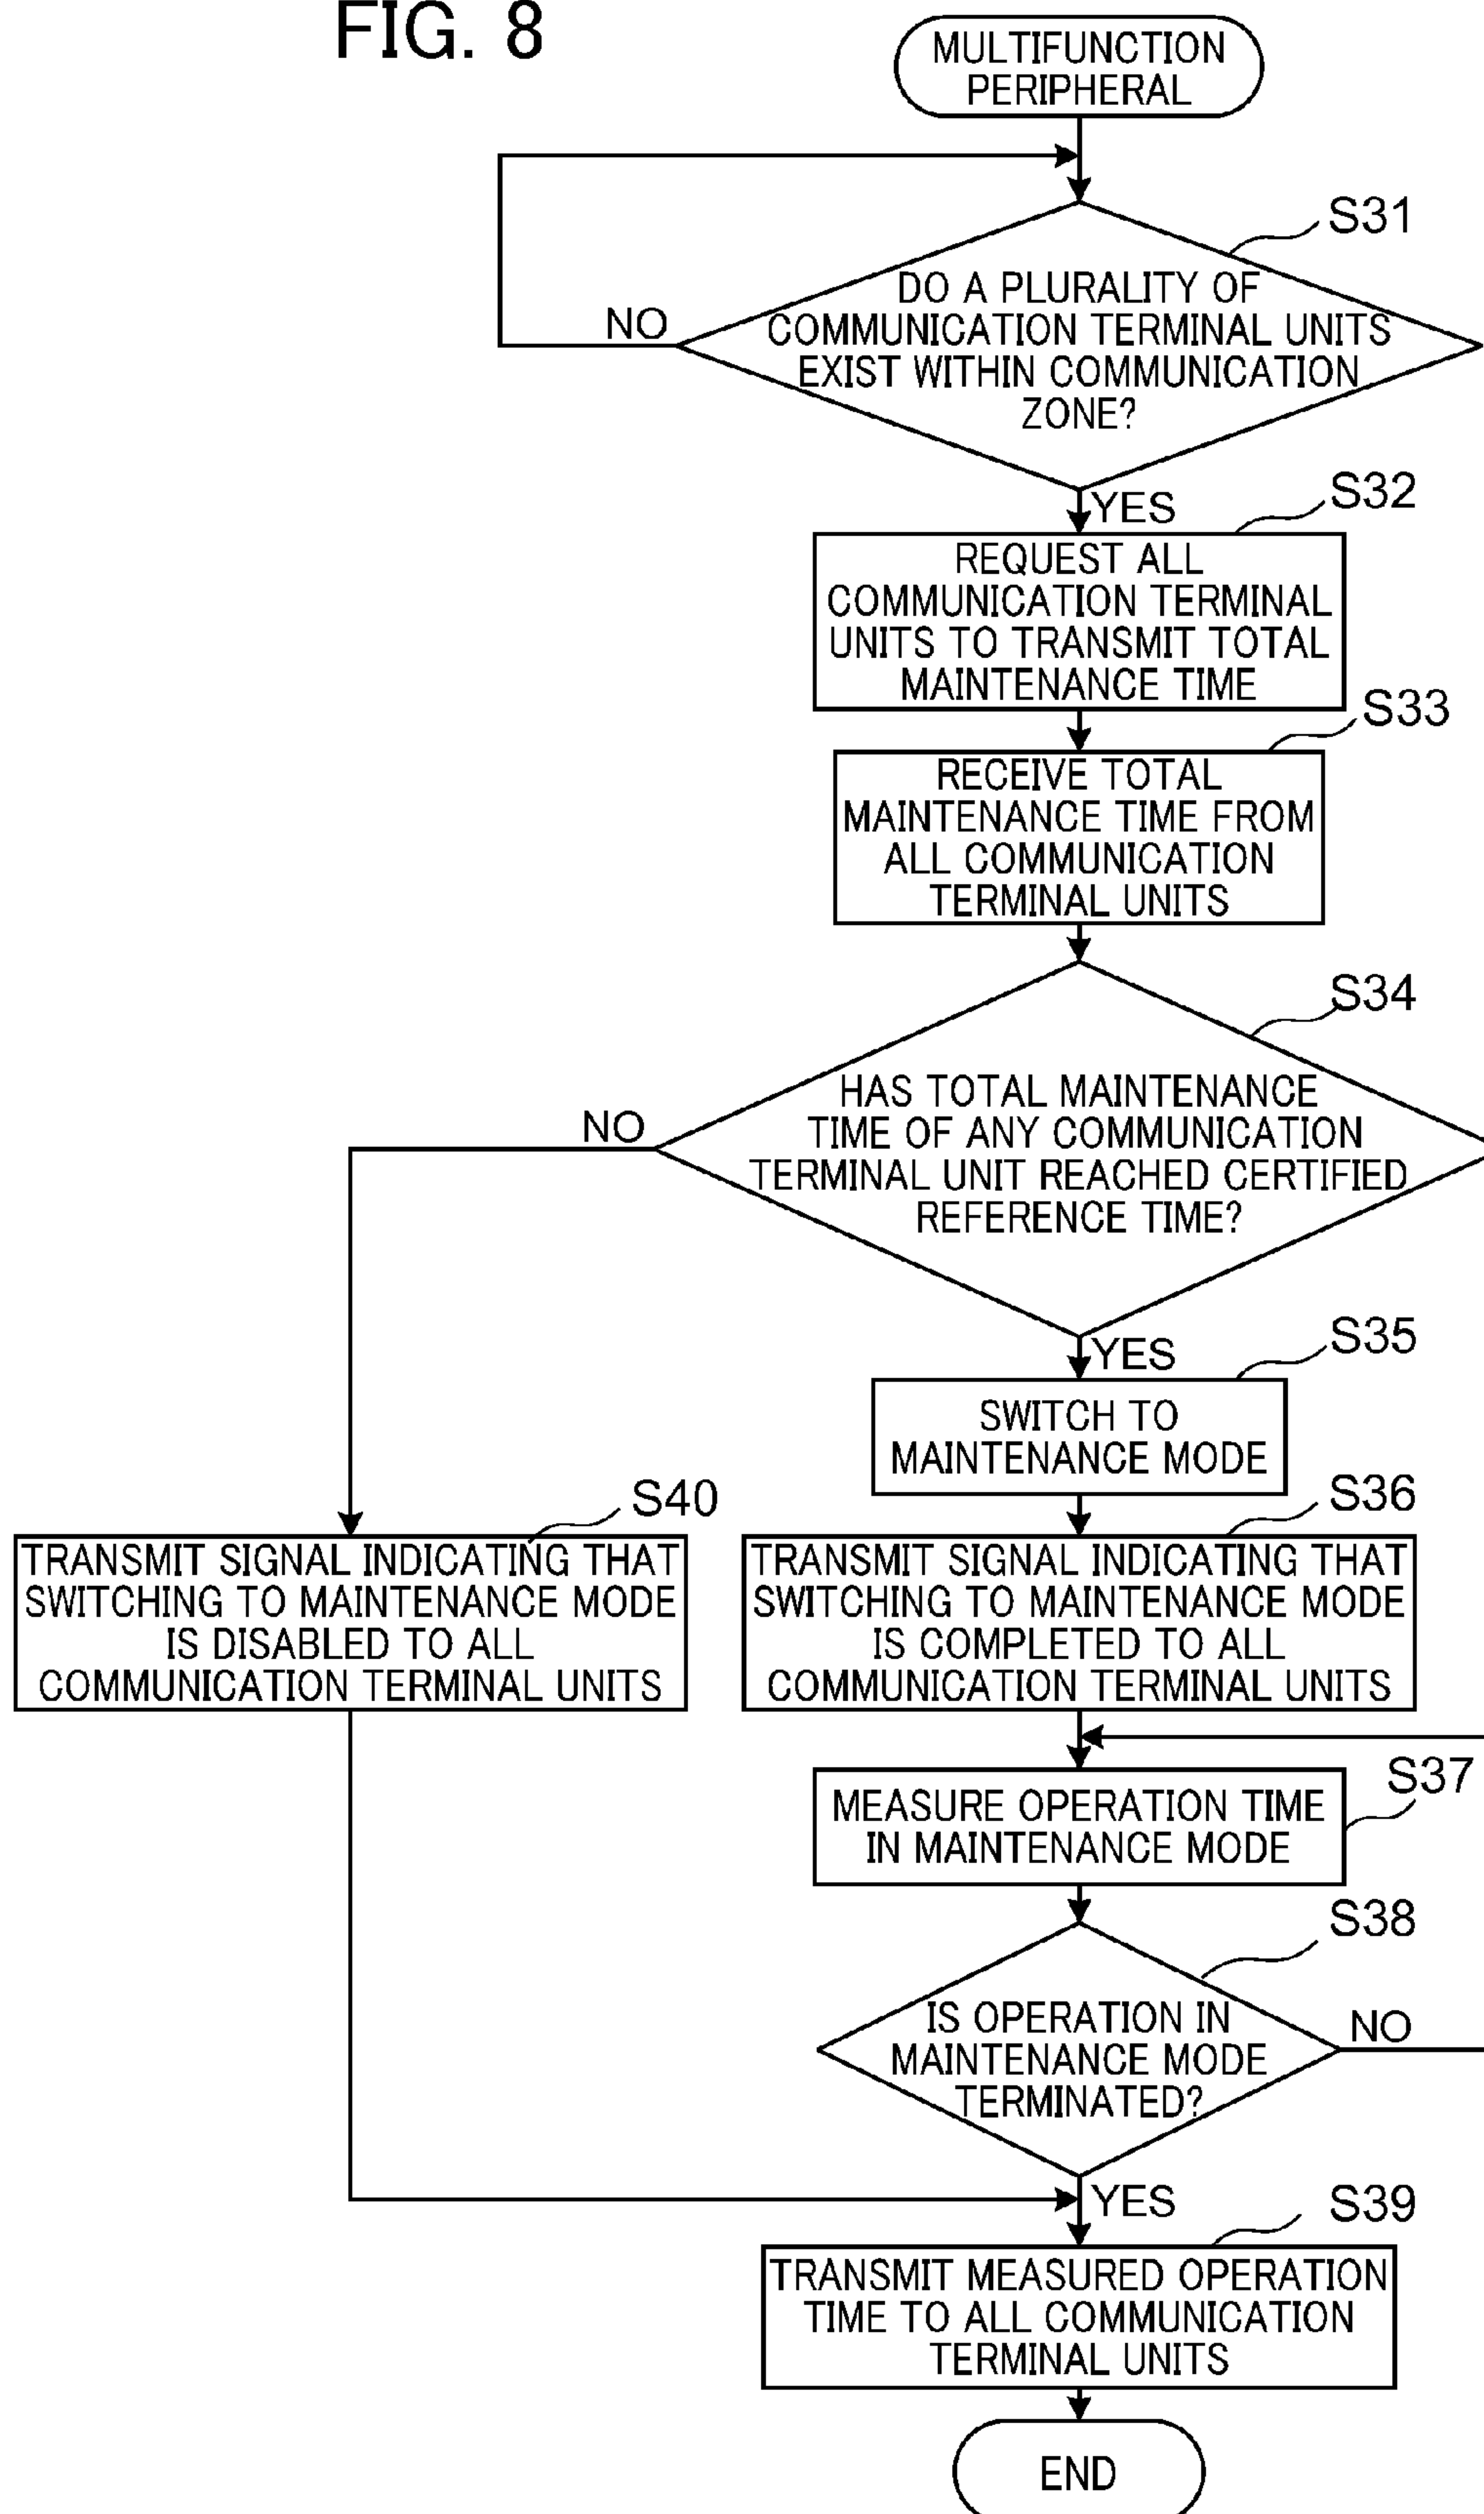 FIG. 8
MULTIFUNCTION
PERIPHERAL
S31
DO A PLURALITY OF
COMMUNICATION TERMINAL UNITS
EXIST WITHIN COMMUNICATION
ZONE?
NO
YES
S32
REQUEST ALL
COMMUNICATION TERMINAL
UNITS TO TRANSMIT TOTAL
MAINTENANCE TIME
S33
RECEIVE TOTAL
MAINTENANCE TIME FROM
ALL COMMUNICATION
TERMINAL UNITS
S34
HAS TOTAL MAINTENANCE
TIME OF ANY COMMUNICATION
TERMINAL UNIT REACHED CERTIFIED
REFERENCE TIME?
NO
YES
S35
SWITCH TO
MAINTENANCE MODE
S40
TRANSMIT SIGNAL INDICATING THAT
SWITCHING TO MAINTENANCE MODE
IS DISABLED TO ALL
COMMUNICATION TERMINAL UNITS
S36
TRANSMIT SIGNAL INDICATING THAT
SWITCHING TO MAINTENANCE MODE
IS COMPLETED TO ALL
COMMUNICATION TERMINAL UNITS
S37
MEASURE OPERATION TIME
IN MAINTENANCE MODE
S38
IS OPERATION IN
MAINTENANCE MODE
TERMINATED?
NO
YES
S39
TRANSMIT MEASURED OPERATION
TIME TO ALL COMMUNICATION
TERMINAL UNITS
END